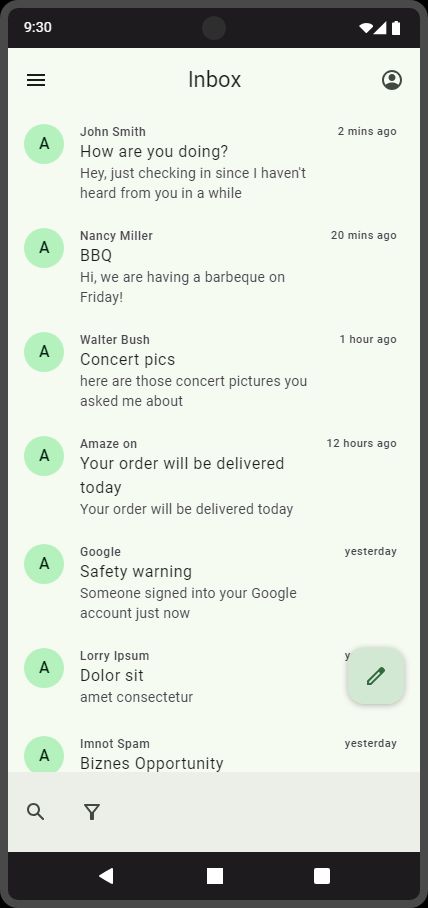 9:30
Inbox
A
John Smith
2 mins ago
How are you doing?
Hey, just checking in since I haven't
heard from you in a while
A
Nancy Miller
20 mins ago
BBQ
Hi, we are having a barbeque on
Friday!
A
Walter Bush
1 hour ago
Concert pics
here are those concert pictures you
asked me about
A
Amaze on
12 hours ago
Your order will be delivered
today
Your order will be delivered today
A
Google
yesterday
Safety warning
Someone signed into your Google
account just now
A
Lorry Ipsum
Dolor sit
amet consectetur
A
Imnot Spam
yesterday
Biznes Opportunity